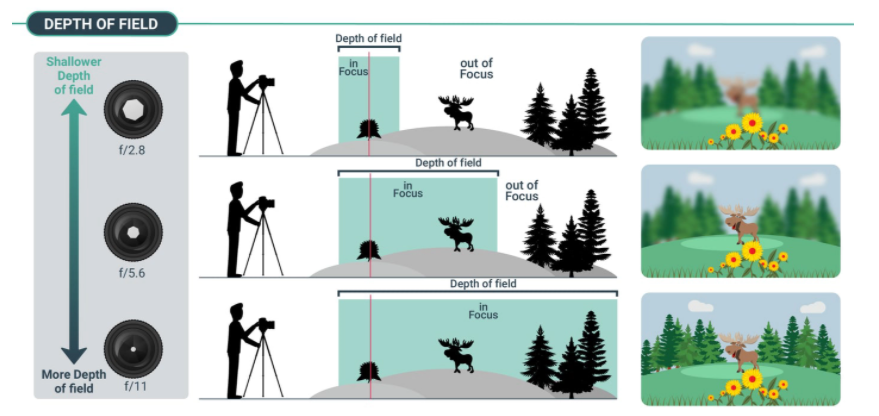 DEPTH OF FIELD
Shallower
Depth
of field
f/2.8
f/5.6
f/11
More Depth
of field
Depth of field
in
Focus
out of
Focus
Depth of field
in
Focus
out of
Focus
Depth of field
in
Focus